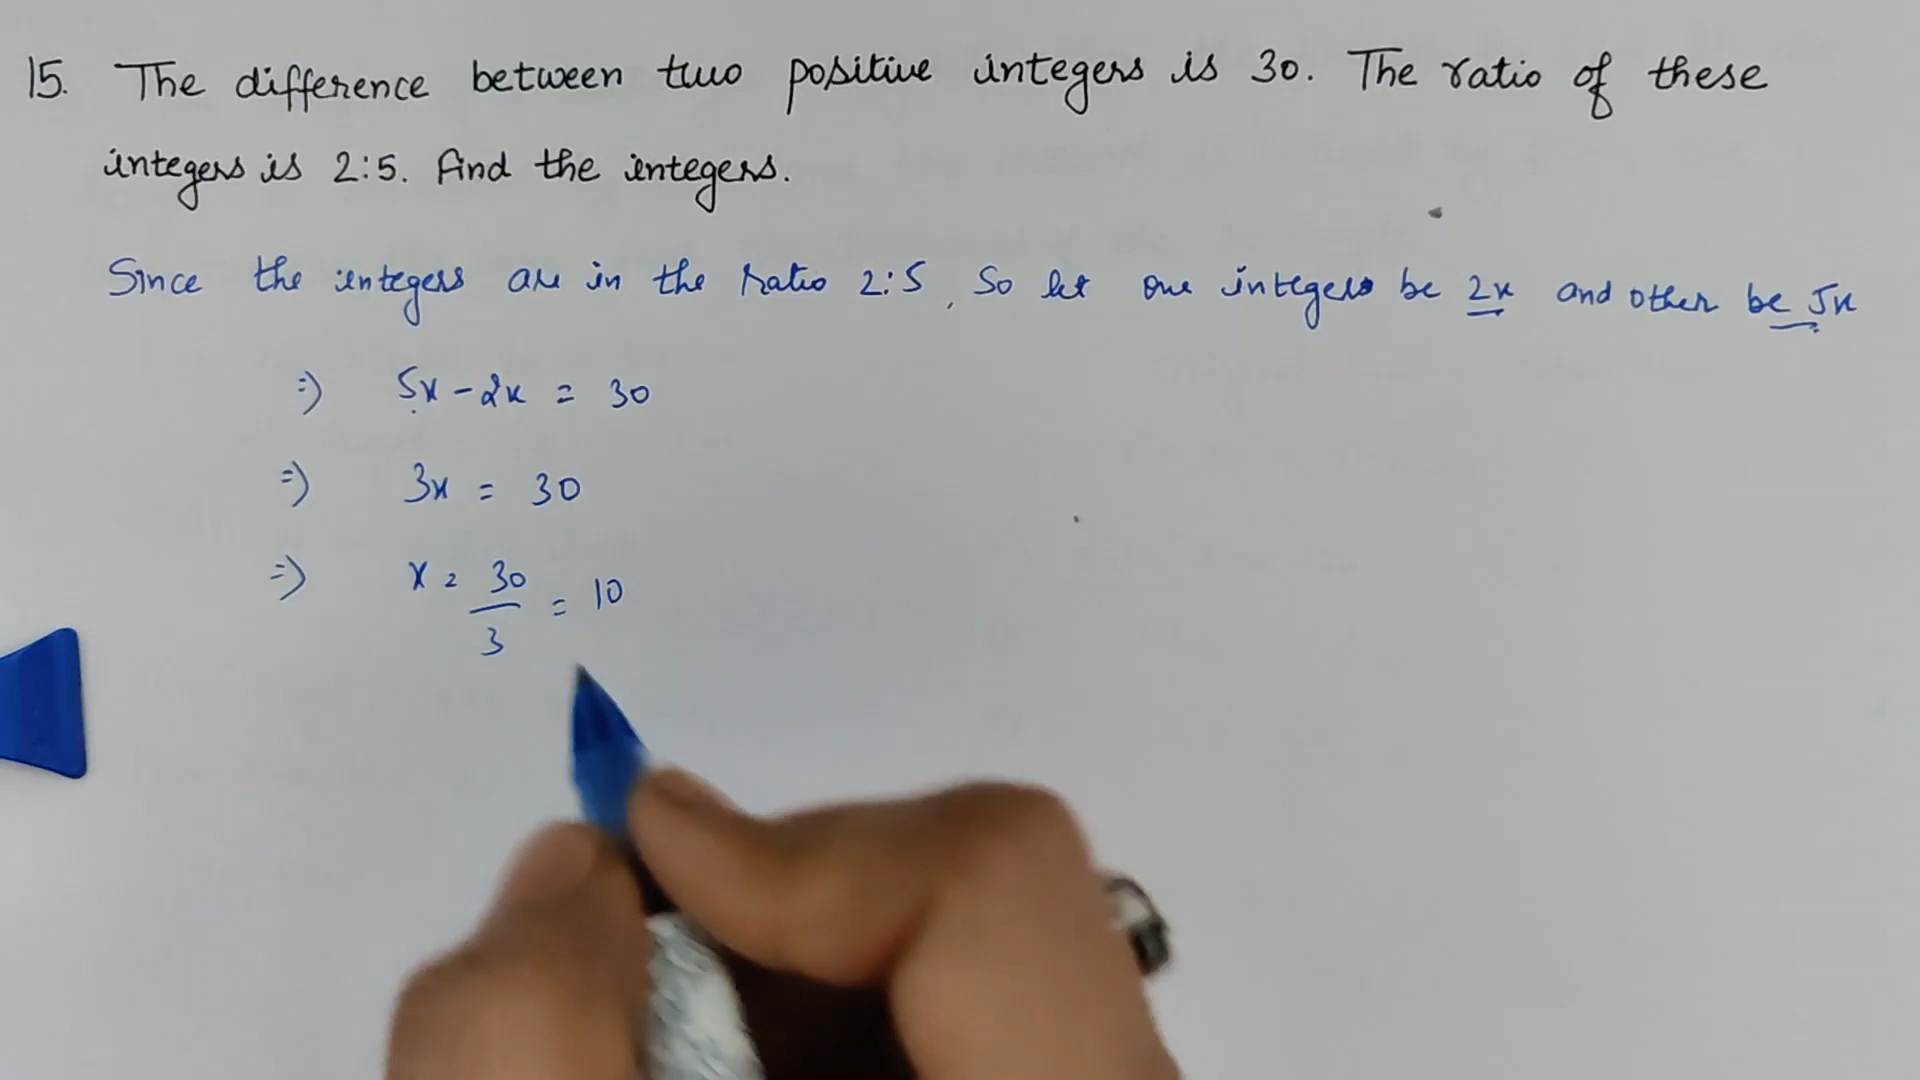 15. The difference between two positive integers is 30. The ratio of these
integers is 2:5. Find the integers.
Since the integers are in the ratio 2:5, So let one integers be 2x and other be 5x
=) 5x - 2x = 30
=) 3x = 30
=) x = 30/3 = 10